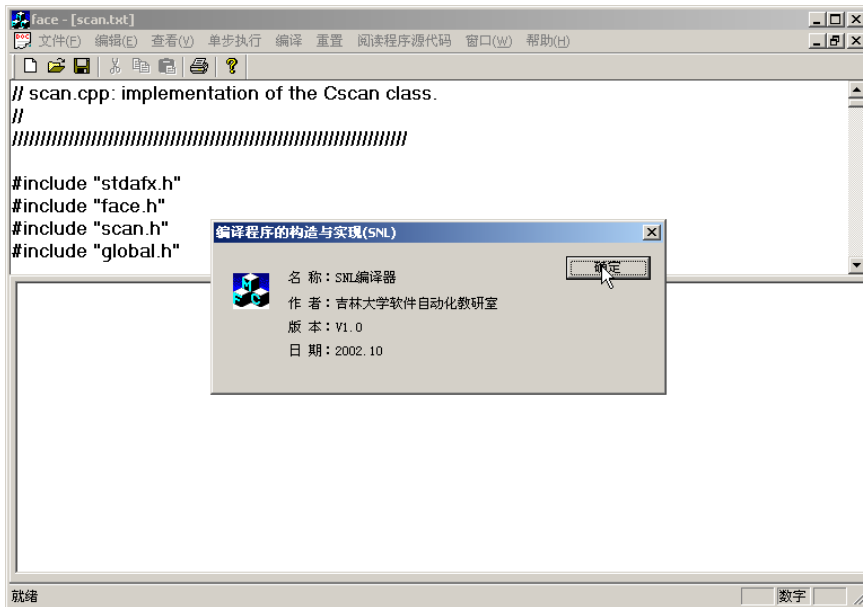 face - [scan.txt]
文件(F) 编辑(E) 查看(V) 单步执行 编译 重置 阅读程序源代码 窗口(W) 帮助(H)
// scan.cpp: implementation of the Cscan class.
//
//////////////////////////////////////////////////////////////////////
#include "stdafx.h"
#include "face.h"
#include "scan.h"
#include "global.h"
编译程序的构造与实现(SNL)
确定
名 称：SNL编译器
作 者：吉林大学软件自动化教研室
版 本：V1.0
日 期：2002.10
就绪
数字